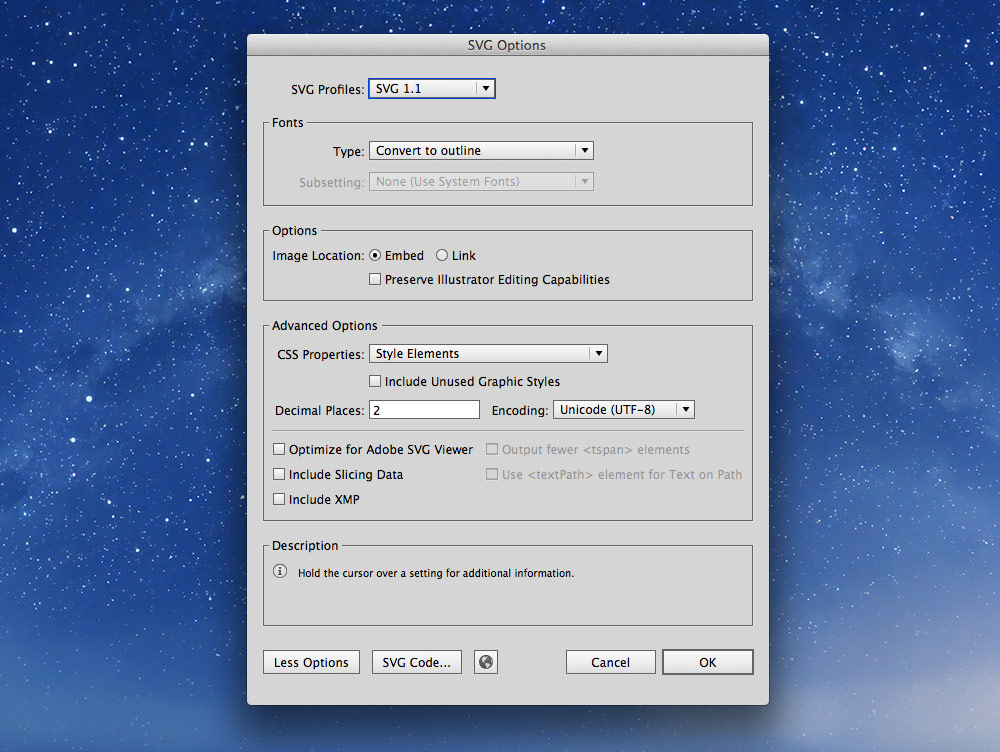 SVG Options
SVG Profiles: SVG 1.1
Fonts
Type: Convert to outline
Subsetting: None (Use System Fonts)
Options
Image Location: Embed Link
Preserve Illustrator Editing Capabilities
Advanced Options
CSS Properties: Style Elements
Include Unused Graphic Styles
Decimal Places: 2 Encoding: Unicode (UTF-8)
Optimize for Adobe SVG Viewer Output fewer <tspan> elements
Include Slicing Data Use <textPath> element for Text on Path
Include XMP
Description
Hold the cursor over a setting for additional information.
Less Options SVG Code... Cancel OK